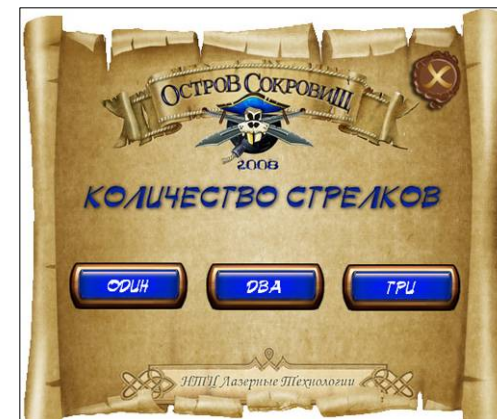 ОСТРОВ СОКРОВИЩ
2008
КОЛИЧЕСТВО СТРЕЛКОВ
ОДИН ДВА ТРИ
НТЦ Лазерные Технологии